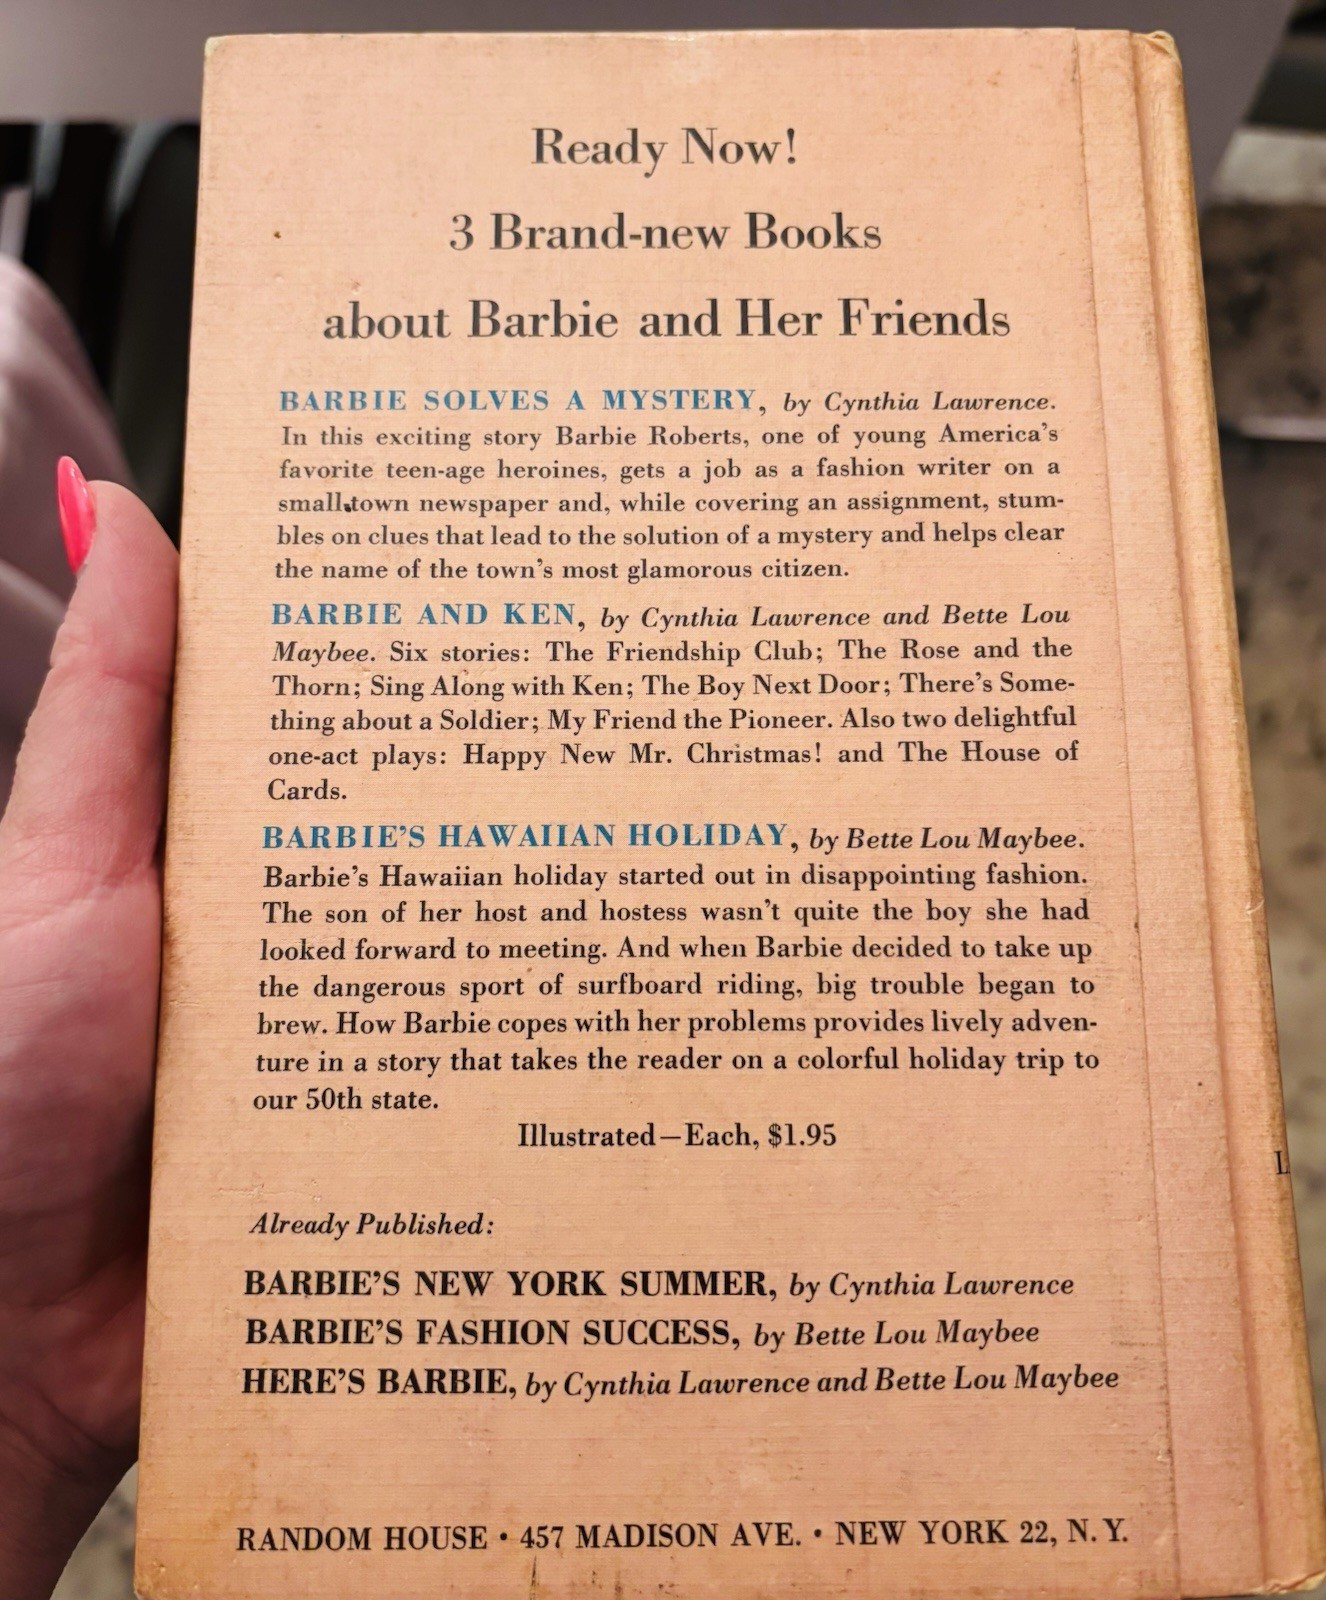 Ready Now!
3 Brand-new Books
about Barbie and Her Friends
BARBIE SOLVES A MYSTERY, by Cynthia Lawrence.
In this exciting story Barbie Roberts, one of young America's
favorite teen-age heroines, gets a job as a fashion writer on a
small-town newspaper and, while covering an assignment, stum-
bles on clues that lead to the solution of a mystery and helps clear
the name of the town's most glamorous citizen.
BARBIE AND KEN, by Cynthia Lawrence and Bette Lou
Maybee. Six stories: The Friendship Club; The Rose and the
Thorn; Sing Along with Ken; The Boy Next Door; There's Some-
thing about a Soldier; My Friend the Pioneer. Also two delightful
one-act plays: Happy New Mr. Christmas! and The House of
Cards.
BARBIE'S HAWAIIAN HOLIDAY, by Bette Lou Maybee.
Barbie's Hawaiian holiday started out in disappointing fashion.
The son of her host and hostess wasn't quite the boy she had
looked forward to meeting. And when Barbie decided to take up
the dangerous sport of surfboard riding, big trouble began to
brew. How Barbie copes with her problems provides lively adven-
ture in a story that takes the reader on a colorful holiday trip to
our 50th state.
Illustrated—Each, $1.95
Already Published:
BARBIE'S NEW YORK SUMMER, by Cynthia Lawrence
BARBIE'S FASHION SUCCESS, by Bette Lou Maybee
HERE'S BARBIE, by Cynthia Lawrence and Bette Lou Maybee
RANDOM HOUSE • 457 MADISON AVE. • NEW YORK 22, N. Y.